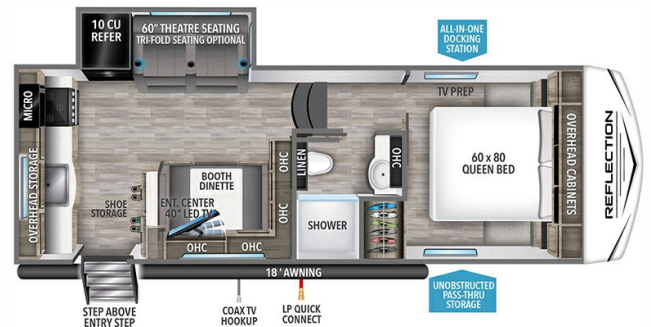 10 CU
REFER
60" THEATRE SEATING
TRI-FOLD SEATING OPTIONAL
ALL-IN-ONE
DOCKING
STATION
MICRO
TV PREP
OVERHEAD STORAGE
SHOE
STORAGE
BOOTH
DINETTE
ENT. CENTER
40" LED TV
OHC
OHC
OHC
OHC
LINEN
OHC
SHOWER
60 x 80
QUEEN BED
OVERHEAD CABINETS
REFLECTION
18' AWNING
STEP ABOVE
ENTRY STEP
COAX TV
HOOKUP
LP QUICK
CONNECT
UNOBSTRUCTED
PASS-THRU
STORAGE